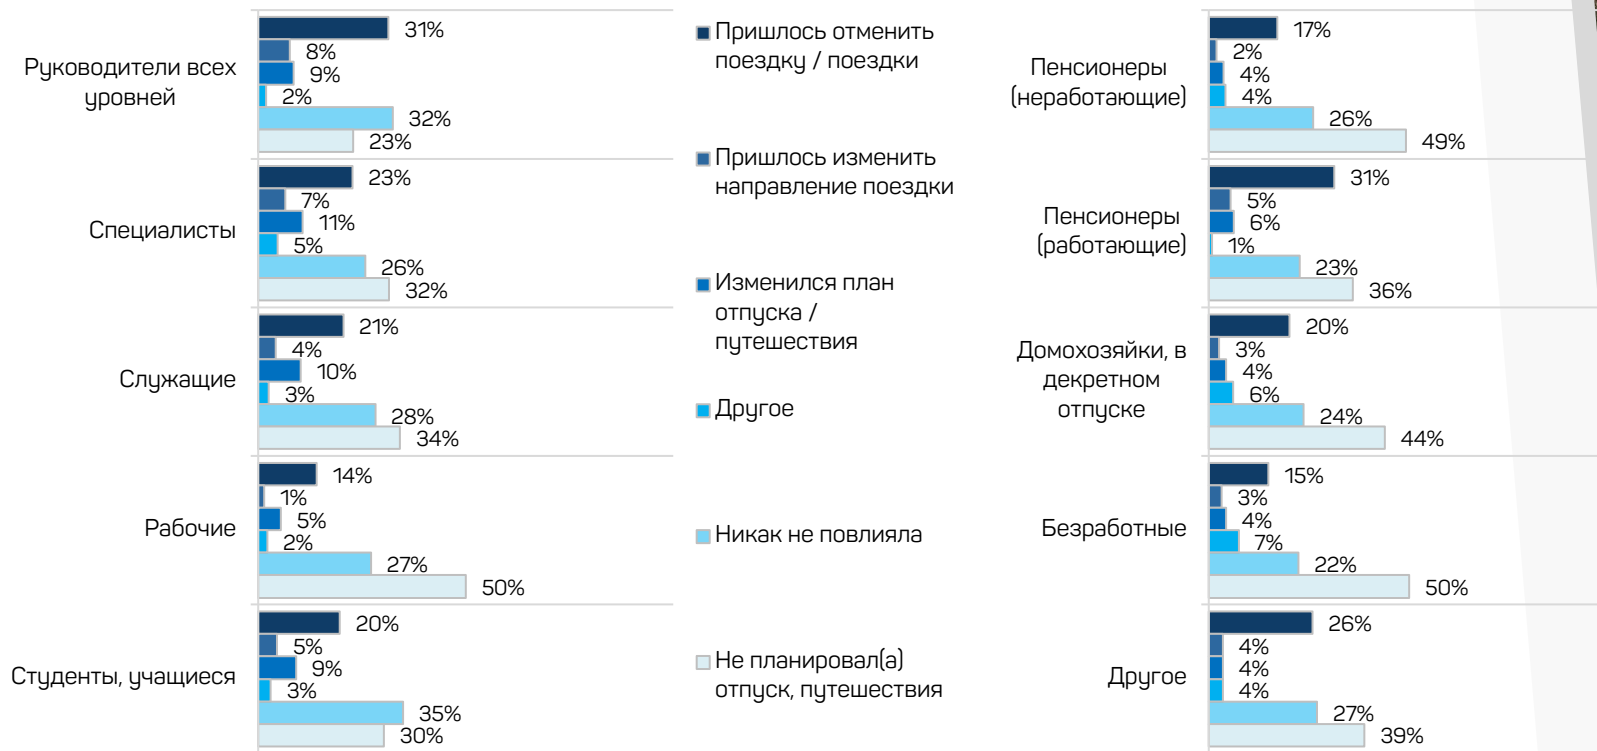 Руководители всех
уровней
31%
8%
9%
2%
32%
23%
Специалисты
23%
7%
11%
5%
26%
32%
Служащие
21%
4%
10%
3%
28%
34%
Рабочие
14%
1%
5%
2%
27%
50%
Студенты, учащиеся
20%
5%
9%
3%
35%
30%
Пришлось отменить
поездку / поездки
Пришлось изменить
направление поездки
Изменился план
отпуска /
путешествия
Другое
Никак не повлияла
Не планировал(а)
отпуск, путешествия
Пенсионеры
(неработающие)
17%
2%
4%
4%
26%
49%
Пенсионеры
(работающие)
31%
5%
6%
1%
23%
36%
Домохозяйки, в
декретном
отпуске
20%
3%
4%
6%
24%
44%
Безработные
15%
3%
4%
7%
22%
50%
Другое
26%
4%
4%
4%
27%
39%